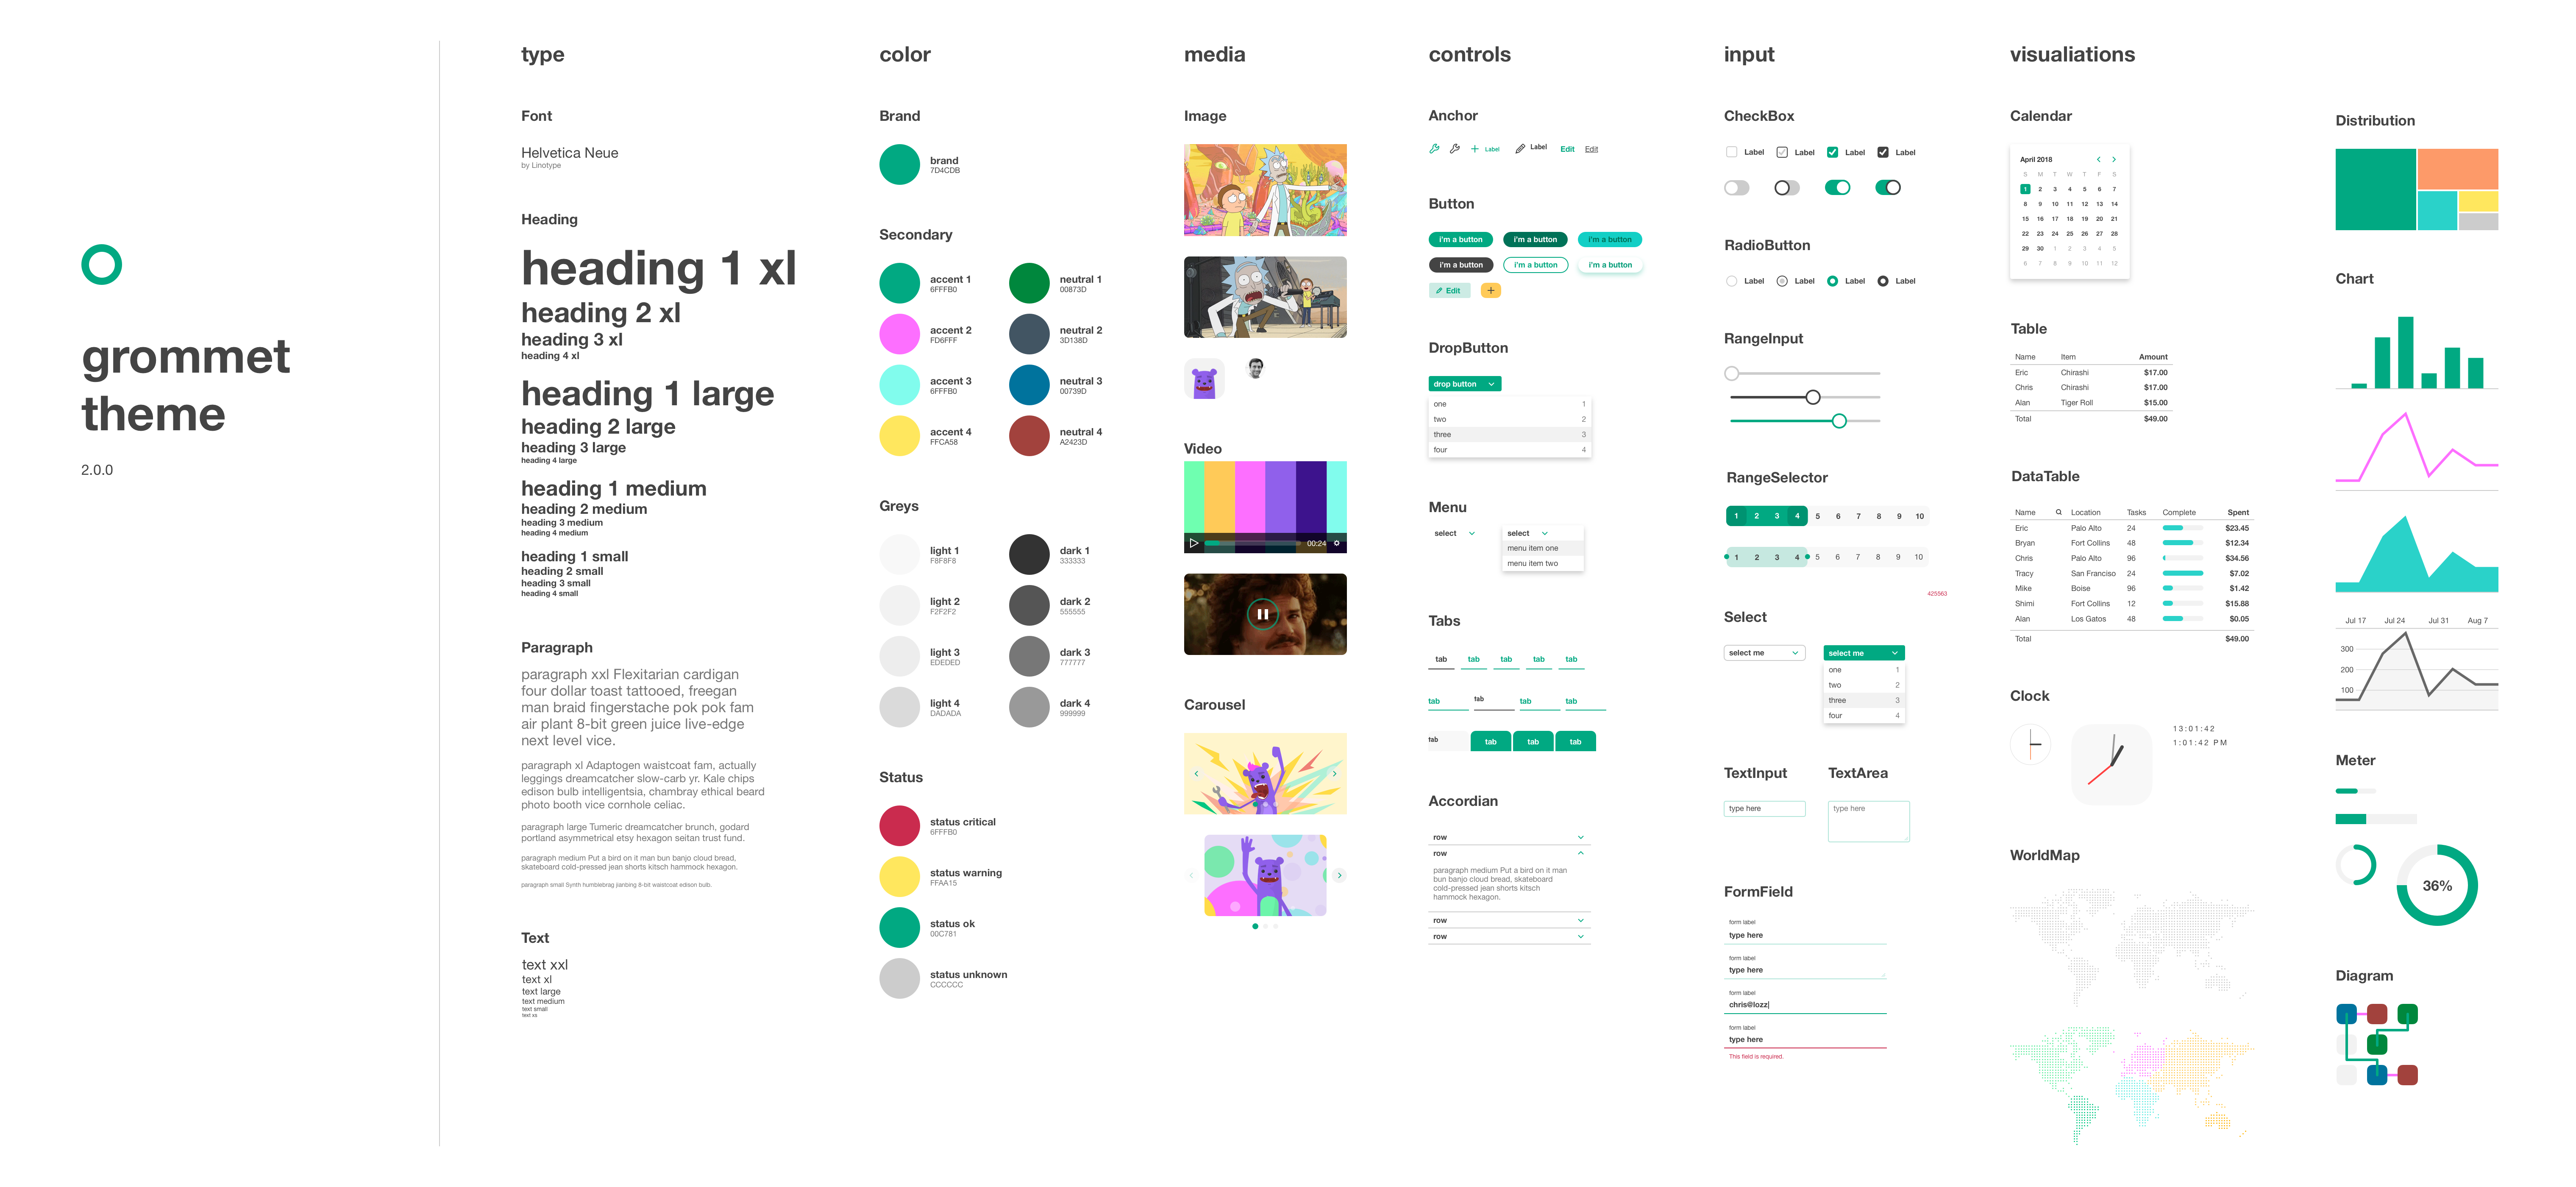 grommet
theme
2.0.0
type
Font
Helvetica Neue
by Linotype
Heading
heading 1 xl
heading 2 xl
heading 3 xl
heading 4 xl
heading 1 large
heading 2 large
heading 3 large
heading 4 large
heading 1 medium
heading 2 medium
heading 3 medium
heading 4 medium
heading 1 small
heading 2 small
heading 3 small
heading 4 small
Paragraph
paragraph xxl Flexitarian cardigan
four dollar toast tattooed, freegan
man braid fingerstache pok pok fam
air plant 8-bit green juice live-edge
next level vice.
paragraph xl Adaptogen waistcoat fam, actually
leggings dreamcatcher slow-carb yr. Kale chips
edison bulb intelligentsia, chambray ethical beard
photo booth vice cornhole celiac.
paragraph large Tumeric dreamcatcher brunch, godard
portland asymmetrical etsy hexagon seitan trust fund.
paragraph medium Put a bird on it man bun banjo cloud bread,
skateboard cold-pressed jean shorts kitsch hammock hexagon.
paragraph small Synth humblebrag jianbing 8-bit waistcoat edison bulb.
Text
text xxl
text xl
text large
text medium
text small
text xs
color
Brand
brand
7D4CDB
Secondary
accent 1
6FFFB0
neutral 1
00873D
accent 2
FD6FFF
neutral 2
3D138D
accent 3
6FFFB0
neutral 3
00739D
accent 4
FFCA58
neutral 4
A2423D
Greys
light 1
F8F8F8
dark 1
333333
light 2
F2F2F2
dark 2
555555
light 3
EDEDED
dark 3
777777
light 4
DADADA
dark 4
999999
Status
status critical
6FFFB0
status warning
FFAA15
status ok
00C781
status unknown
CCCCCC
media
Image
Video
00:24
Carousel
controls
Anchor
Label Label Edit Edit
Button
i'm a button i'm a button i'm a button
i'm a button i'm a button i'm a button
Edit
DropButton
drop button
one 1
two 2
three 3
four 4
Menu
select select
menu item one
menu item two
Tabs
tab tab tab tab tab
tab tab tab tab
tab tab tab tab
Accordian
row
row
paragraph medium Put a bird on it man
bun banjo cloud bread, skateboard
cold-pressed jean shorts kitsch
hammock hexagon.
row
row
input
CheckBox
Label Label Label Label
RadioButton
Label Label Label Label
RangeInput
RangeSelector
1 2 3 4 5 6 7 8 9 10
1 2 3 4 5 6 7 8 9 10
425563
Select
select me select me
one 1
two 2
three 3
four 4
TextInput TextArea
type here type here
FormField
form label
type here
form label
type here
form label
chris@lozz|
form label
type here
This field is required.
visualiations
Calendar
April 2018
S M T W T F S
1 2 3 4 5 6 7
8 9 10 11 12 13 14
15 16 17 18 19 20 21
22 23 24 25 26 27 28
29 30 1 2 3 4 5
6 7 8 9 10 11 12
Table
Name Item Amount
Eric Chirashi $17.00
Chris Chirashi $17.00
Alan Tiger Roll $15.00
Total $49.00
DataTable
Name Location Tasks Complete Spent
Eric Palo Alto 24 $23.45
Bryan Fort Collins 48 $12.34
Chris Palo Alto 96 $34.56
Tracy San Franciso 24 $7.02
Mike Boise 96 $1.42
Shimi Fort Collins 12 $15.88
Alan Los Gatos 48 $0.05
Total $49.00
Clock
13:01:42
1:01:42 PM
WorldMap
Distribution
Chart
Jul 17 Jul 24 Jul 31 Aug 7
300
200
100
Meter
36%
Diagram